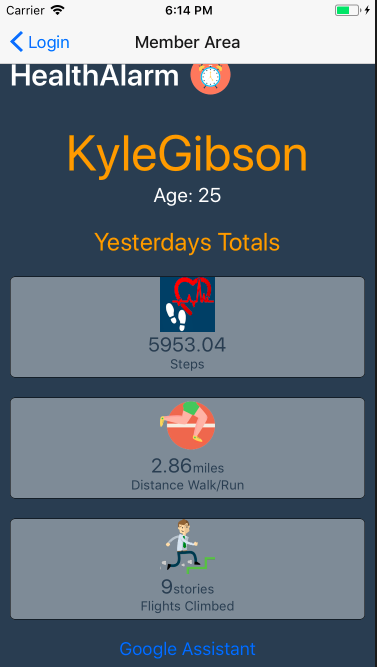 Carrier 6:14 PM
Login Member Area
HealthAlarm
KyleGibson
Age: 25
Yesterdays Totals
5953.04
Steps
2.86miles
Distance Walk/Run
9stories
Flights Climbed
Google Assistant